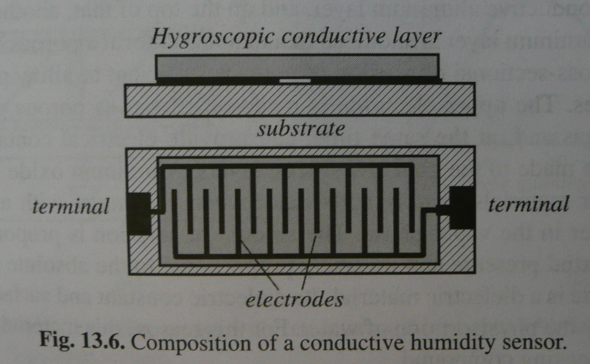 Hygroscopic conductive layer
substrate
terminal
terminal
electrodes
Fig. 13.6. Composition of a conductive humidity sensor.